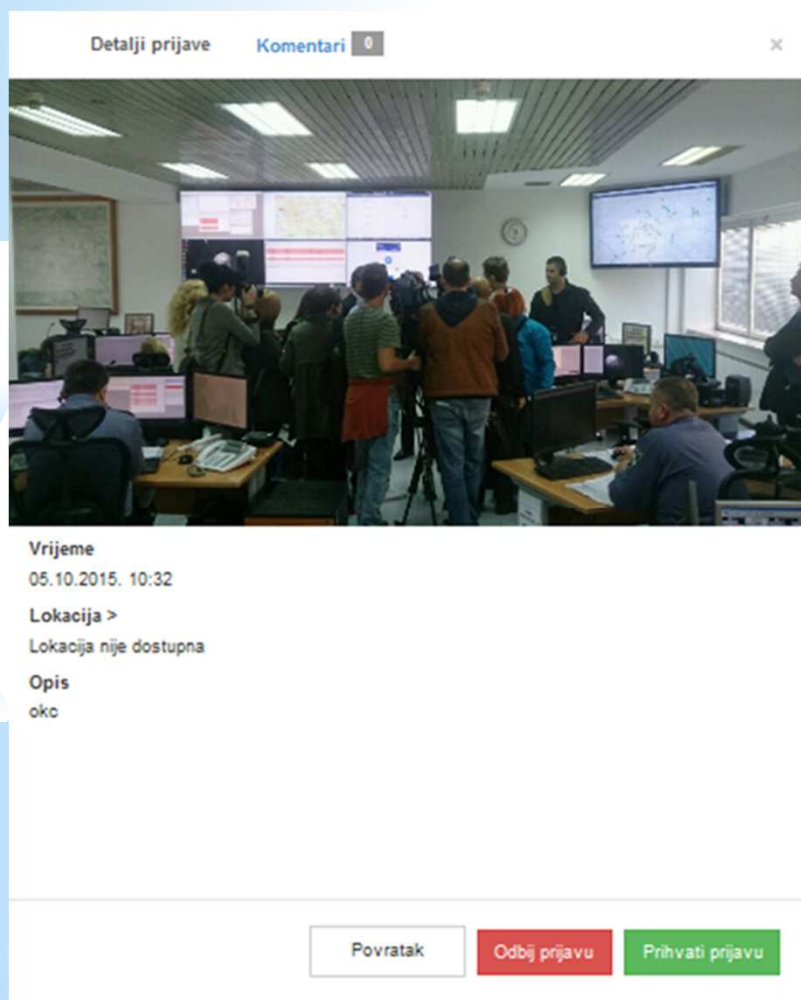 Detalji prijave Komentari 0 ×
Vrijeme
05.10.2015. 10:32
Lokacija >
Lokacija nije dostupna
Opis
okc
Povratak Odbij prijavu Prihvati prijavu